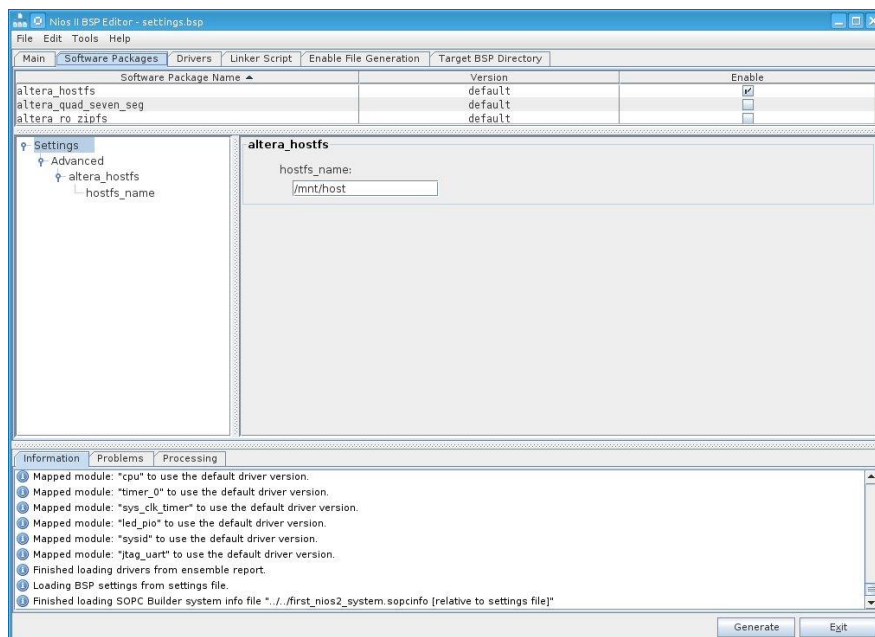 Nios II BSP Editor - settings.bsp
File Edit Tools Help
Main Software Packages Drivers Linker Script Enable File Generation Target BSP Directory
Software Package Name Version Enable
altera_hostfs default
altera_quad_seven_seg default
altera_ro_zipfs default
Settings
Advanced
altera_hostfs
hostfs_name
altera_hostfs
hostfs_name:
/mnt/host
Information Problems Processing
Mapped module: "cpu" to use the default driver version.
Mapped module: "timer_0" to use the default driver version.
Mapped module: "sys_clk_timer" to use the default driver version.
Mapped module: "led_pio" to use the default driver version.
Mapped module: "sysid" to use the default driver version.
Mapped module: "jtag_uart" to use the default driver version.
Finished loading drivers from ensemble report.
Loading BSP settings from settings file.
Finished loading SOPC Builder system info file "../../first_nios2_system.sopcinfo [relative to settings file]"
Generate Exit